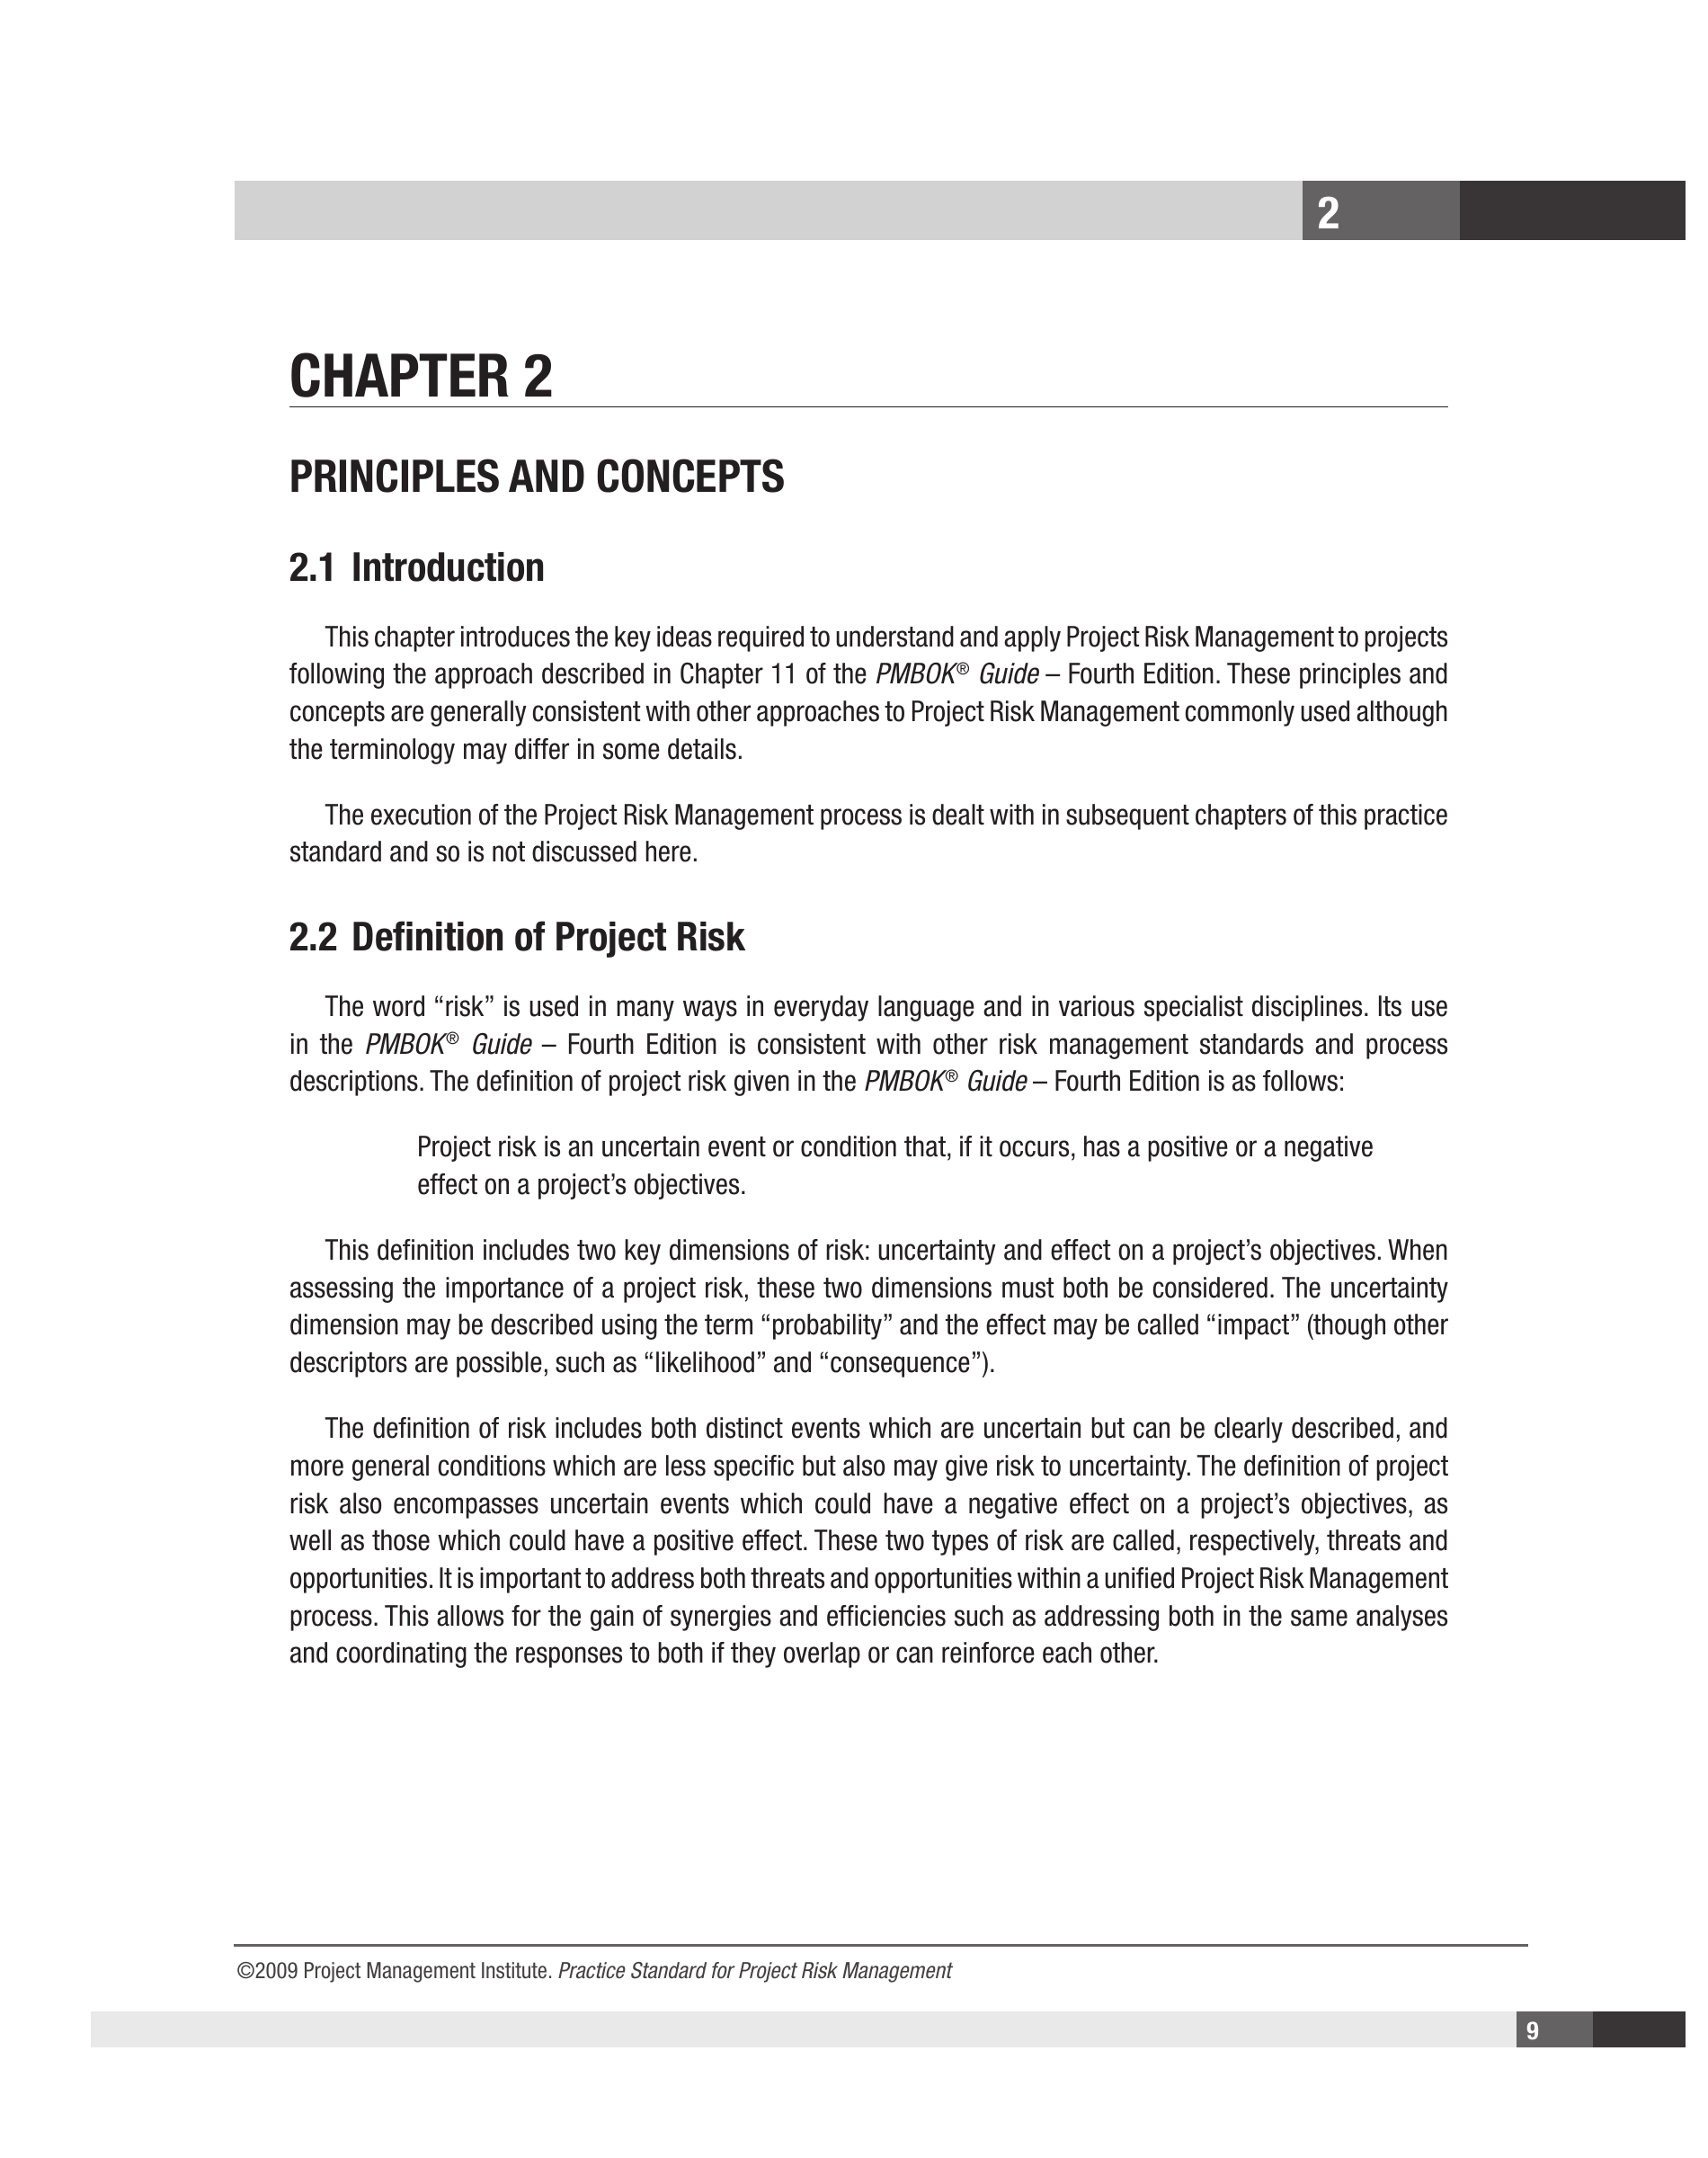 2
CHAPTER 2
PRINCIPLES AND CONCEPTS
2.1 Introduction
This chapter introduces the key ideas required to understand and apply Project Risk Management to projects
following the approach described in Chapter 11 of the PMBOK® Guide – Fourth Edition. These principles and
concepts are generally consistent with other approaches to Project Risk Management commonly used although
the terminology may differ in some details.
The execution of the Project Risk Management process is dealt with in subsequent chapters of this practice
standard and so is not discussed here.
2.2 Definition of Project Risk
The word “risk” is used in many ways in everyday language and in various specialist disciplines. Its use
in the PMBOK® Guide – Fourth Edition is consistent with other risk management standards and process
descriptions. The definition of project risk given in the PMBOK® Guide – Fourth Edition is as follows:
Project risk is an uncertain event or condition that, if it occurs, has a positive or a negative
effect on a project’s objectives.
This definition includes two key dimensions of risk: uncertainty and effect on a project’s objectives. When
assessing the importance of a project risk, these two dimensions must both be considered. The uncertainty
dimension may be described using the term “probability” and the effect may be called “impact” (though other
descriptors are possible, such as “likelihood” and “consequence”).
The definition of risk includes both distinct events which are uncertain but can be clearly described, and
more general conditions which are less specific but also may give risk to uncertainty. The definition of project
risk also encompasses uncertain events which could have a negative effect on a project’s objectives, as
well as those which could have a positive effect. These two types of risk are called, respectively, threats and
opportunities. It is important to address both threats and opportunities within a unified Project Risk Management
process. This allows for the gain of synergies and efficiencies such as addressing both in the same analyses
and coordinating the responses to both if they overlap or can reinforce each other.
©2009 Project Management Institute. Practice Standard for Project Risk Management
9